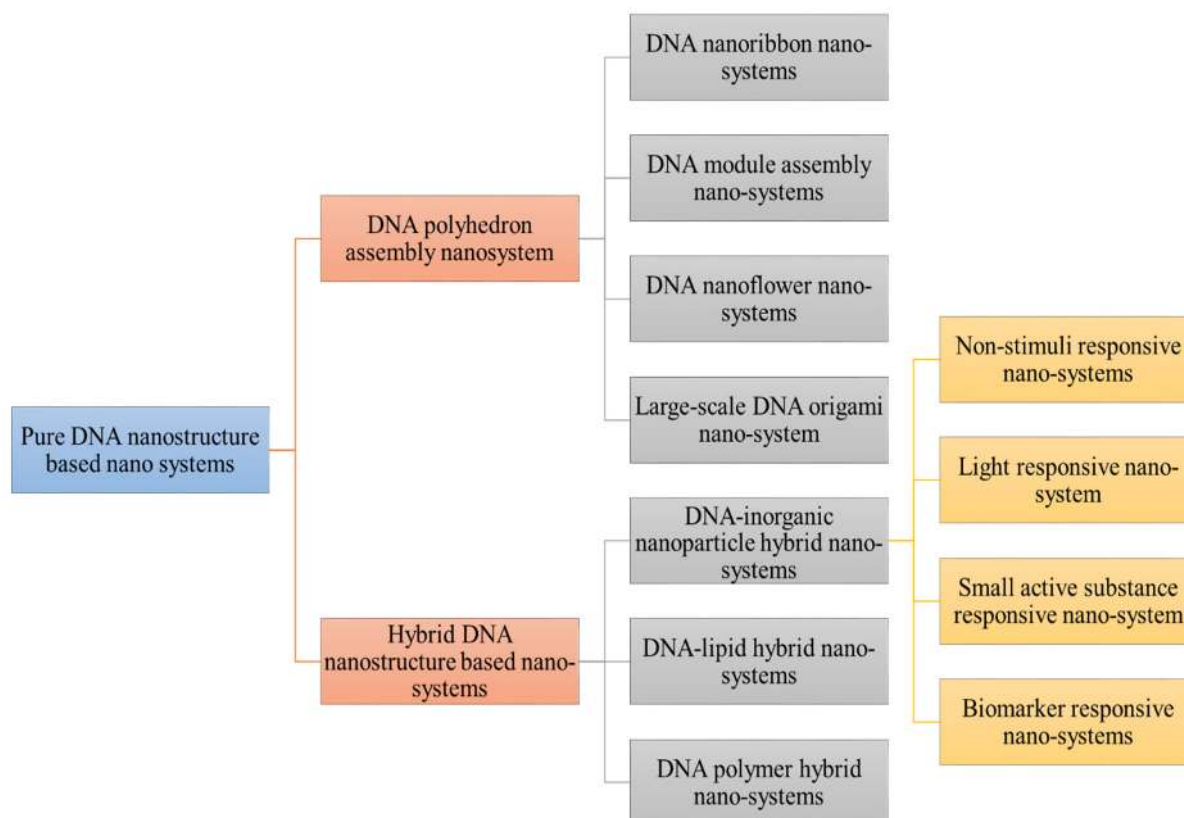 Pure DNA nanostructure
based nano systems
DNA polyhedron
assembly nanosystem
Hybrid DNA
nanostructure based nano-
systems
DNA nanoribbon nano-
systems
DNA module assembly
nano-systems
DNA nanoflower nano-
systems
Large-scale DNA origami
nano-system
DNA-inorganic
nanoparticle hybrid nano-
systems
DNA-lipid hybrid nano-
systems
DNA polymer hybrid
nano-systems
Non-stimuli responsive
nano-systems
Light responsive nano-
system
Small active substance
responsive nano-system
Biomarker responsive
nano-systems